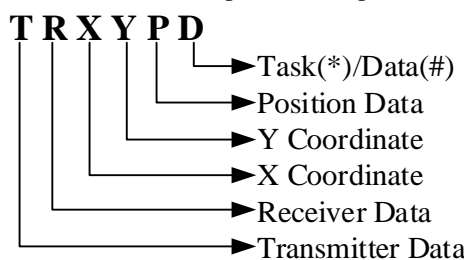 T R X Y P D
Task(*)/Data(#)
Position Data
Y Coordinate
X Coordinate
Receiver Data
Transmitter Data